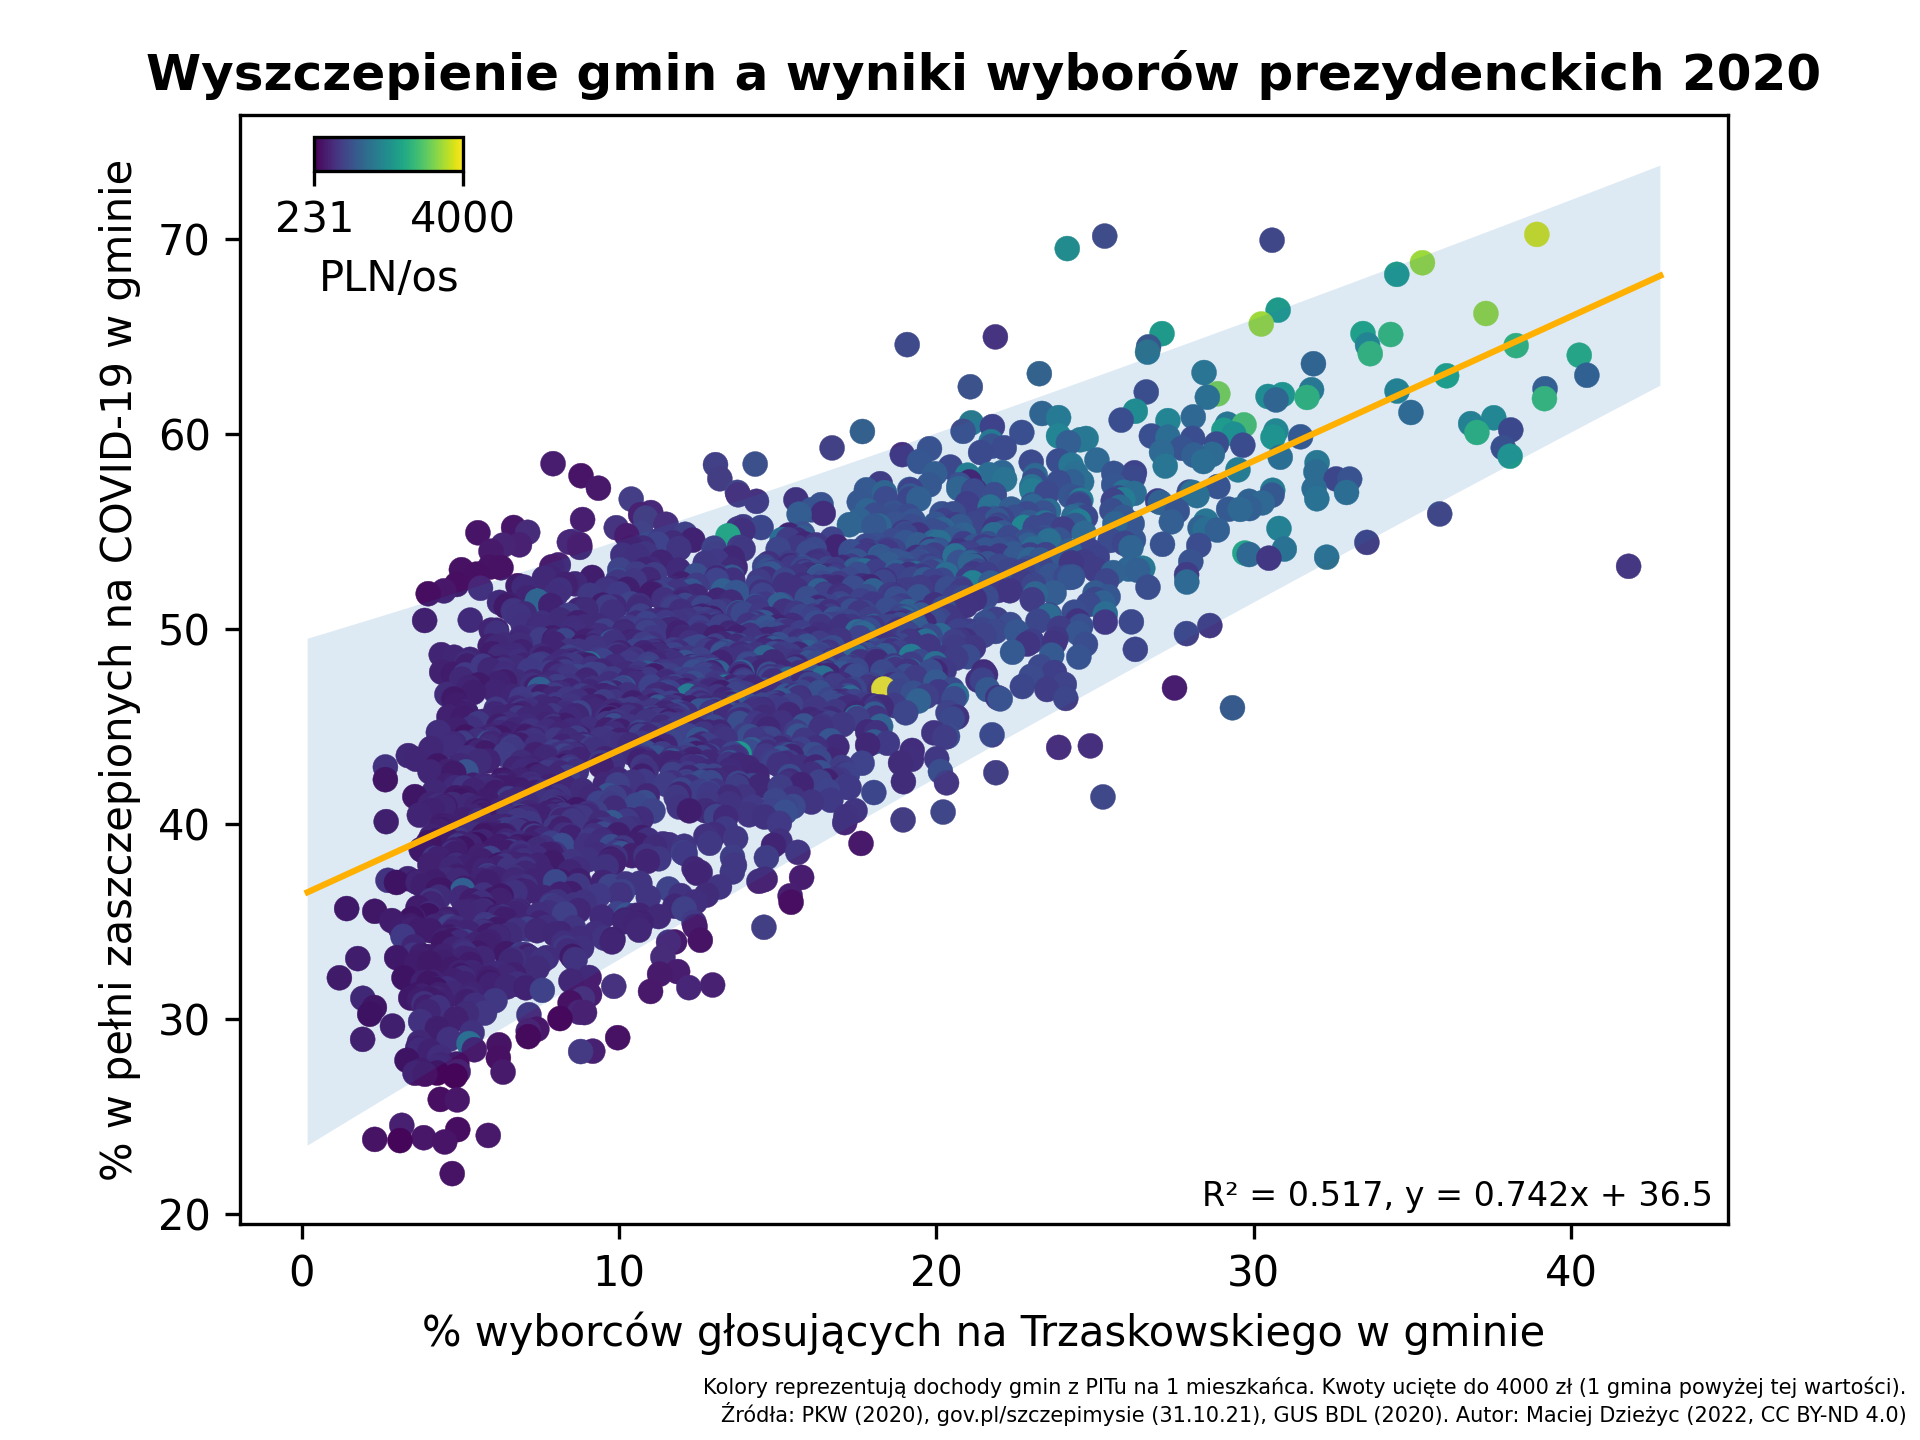 Wyszczepienie gmin a wyniki wyborów prezydenckich 2020
231 4000
PLN/os
% w pełni zaszczepionych na COVID-19 w gminie
70
60
50
40
30
20
R² = 0.517, y = 0.742x + 36.5
0 10 20 30 40
% wyborców głosujących na Trzaskowskiego w gminie
Kolory reprezentują dochody gmin z PITu na 1 mieszkańca. Kwoty ucięte do 4000 zł (1 gmina powyżej tej wartości).
Źródła: PKW (2020), gov.pl/szczepimysie (31.10.21), GUS BDL (2020). Autor: Maciej Dzieżyc (2022, CC BY-ND 4.0)